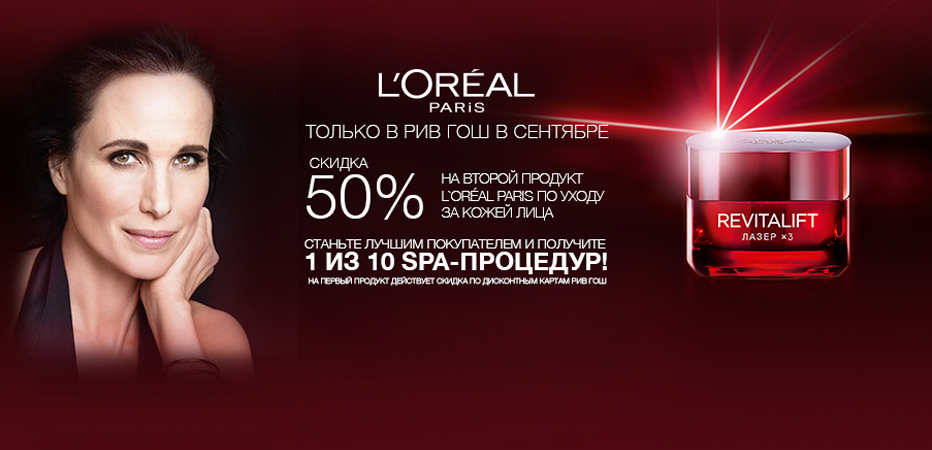 L'ORÉAL
PARiS
ТОЛЬКО В РИВ ГОШ В СЕНТЯБРЕ
СКИДКА
50%
НА ВТОРОЙ ПРОДУКТ
L`ORÉAL PARIS ПО УХОДУ
ЗА КОЖЕЙ ЛИЦА
СТАНЬТЕ ЛУЧШИМ ПОКУПАТЕЛЕМ И ПОЛУЧИТЕ
1 ИЗ 10 SPA-ПРОЦЕДУР!
НА ПЕРВЫЙ ПРОДУКТ ДЕЙСТВУЕТ СКИДКА ПО ДИСКОНТНЫМ КАРТАМ РИВ ГОШ
L'ORÉAL
REVITALIFT
ЛАЗЕР ×3